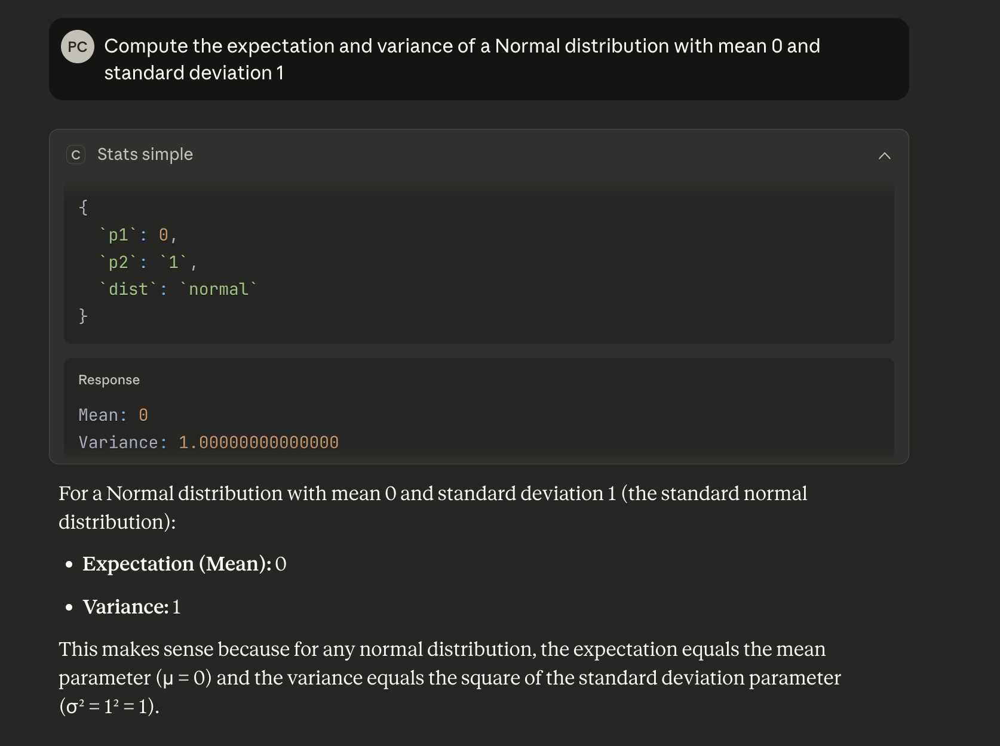 PC
Compute the expectation and variance of a Normal distribution with mean 0 and
standard deviation 1
C Stats simple
{
`p1`: 0,
`p2`: `1`,
`dist`: `normal`
}
Response
Mean: 0
Variance: 1.00000000000000
For a Normal distribution with mean 0 and standard deviation 1 (the standard normal
distribution):
• Expectation (Mean): 0
• Variance: 1
This makes sense because for any normal distribution, the expectation equals the mean
parameter (μ = 0) and the variance equals the square of the standard deviation parameter
(σ² = 1² = 1).